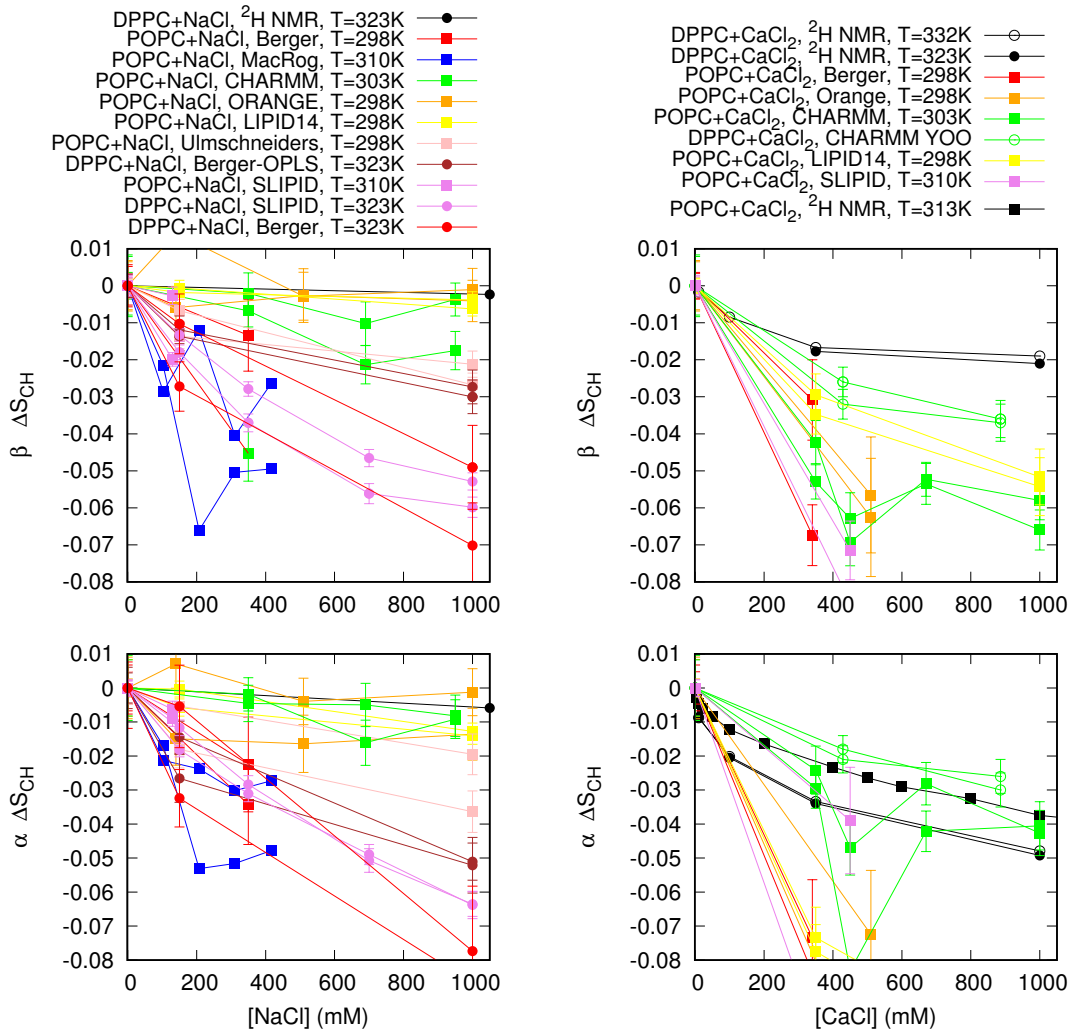 DPPC+NaCl, ²H NMR, T=323K
POPC+NaCl, Berger, T=298K
POPC+NaCl, MacRog, T=310K
POPC+NaCl, CHARMM, T=303K
POPC+NaCl, ORANGE, T=298K
POPC+NaCl, LIPID14, T=298K
POPC+NaCl, Ulmschneiders, T=298K
DPPC+NaCl, Berger-OPLS, T=323K
POPC+NaCl, SLIPID, T=310K
DPPC+NaCl, SLIPID, T=323K
DPPC+NaCl, Berger, T=323K
DPPC+CaCl₂, ²H NMR, T=332K
DPPC+CaCl₂, ²H NMR, T=323K
POPC+CaCl₂, Berger, T=298K
POPC+CaCl₂, Orange, T=298K
POPC+CaCl₂, CHARMM, T=303K
DPPC+CaCl₂, CHARMM YOO
POPC+CaCl₂, LIPID14, T=298K
POPC+CaCl₂, SLIPID, T=310K
POPC+CaCl₂, ²H NMR, T=313K
β ΔS_CH
0.01
0
-0.01
-0.02
-0.03
-0.04
-0.05
-0.06
-0.07
-0.08
0 200 400 600 800 1000
β ΔS_CH
0.01
0
-0.01
-0.02
-0.03
-0.04
-0.05
-0.06
-0.07
-0.08
0 200 400 600 800 1000
α ΔS_CH
0.01
0
-0.01
-0.02
-0.03
-0.04
-0.05
-0.06
-0.07
-0.08
0 200 400 600 800 1000
[NaCl] (mM)
α ΔS_CH
0.01
0
-0.01
-0.02
-0.03
-0.04
-0.05
-0.06
-0.07
-0.08
0 200 400 600 800 1000
[CaCl] (mM)